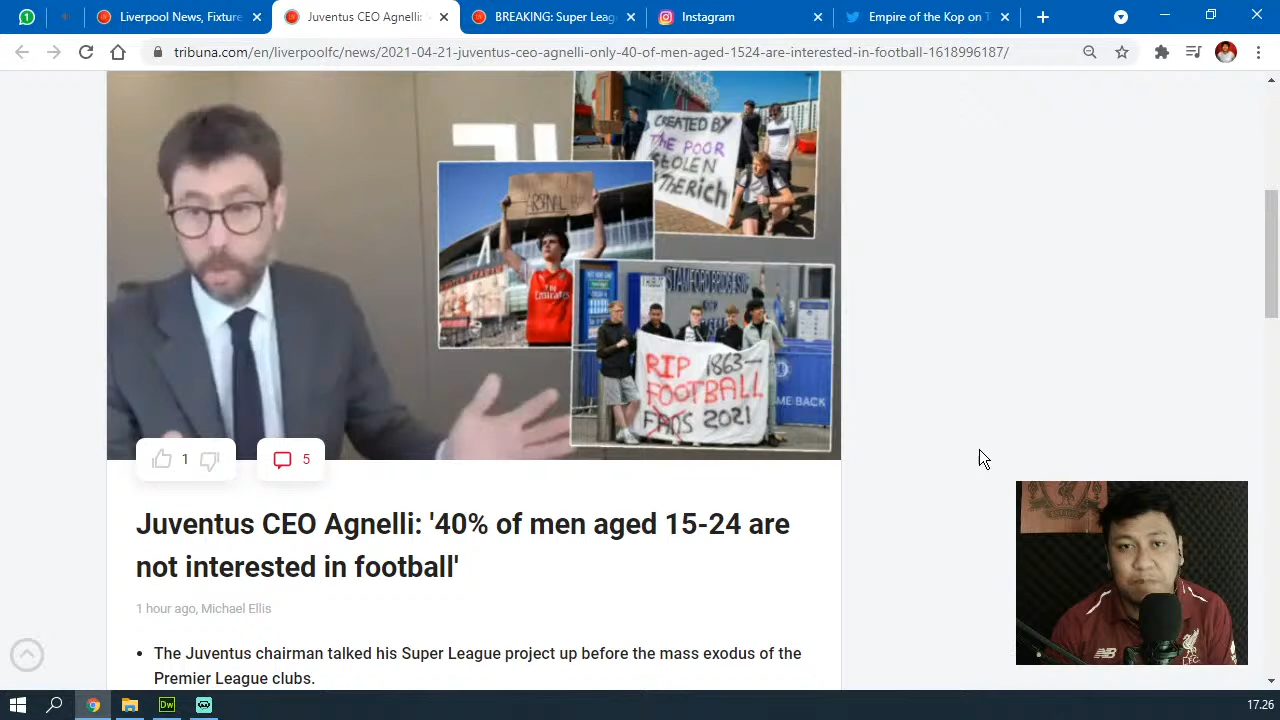 Liverpool News, Fixture
Juventus CEO Agnelli: '
BREAKING: Super Leag
Instagram
Empire of the Kop on T
tribuna.com/en/liverpoolfc/news/2021-04-21-juventus-ceo-agnelli-only-40-of-men-aged-1524-are-interested-in-football-1618996187/
CREATED BY
THE POOR
STOLEN
THE RICH
ARSENAL
Emirates
STAMFORD BRIDGE
RIP 1863-
FOOTBALL
FANS 2021
ME BACK
1
5
Juventus CEO Agnelli: '40% of men aged 15-24 are
not interested in football'
1 hour ago, Michael Ellis
• The Juventus chairman talked his Super League project up before the mass exodus of the
Premier League clubs.
NB
Dw
17.26